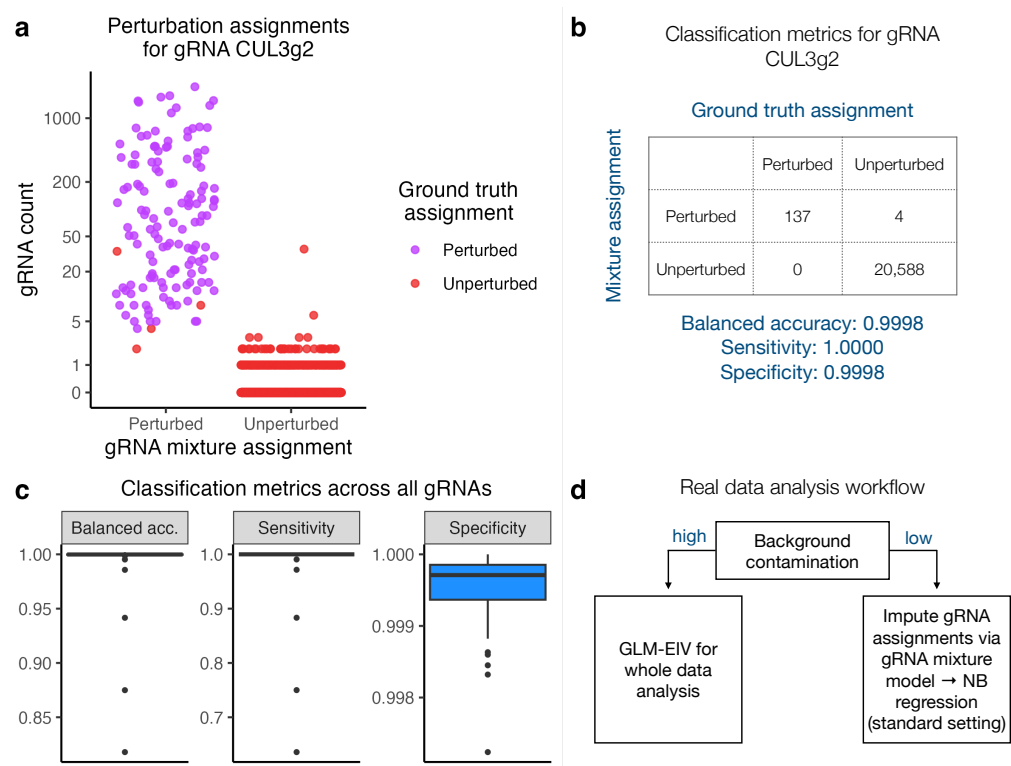 a
Perturbation assignments
for gRNA CUL3g2
gRNA count
1000
200
50
20
5
1
0
Perturbed
Unperturbed
gRNA mixture assignment
Ground truth
assignment
Perturbed
Unperturbed
b
Classification metrics for gRNA
CUL3g2
Ground truth assignment
Mixture assignment
Perturbed Unperturbed
Perturbed 137 4
Unperturbed 0 20,588
Balanced accuracy: 0.9998
Sensitivity: 1.0000
Specificity: 0.9998
c
Classification metrics across all gRNAs
Balanced acc.
1.00
0.95
0.90
0.85
Sensitivity
1.0
0.9
0.8
0.7
Specificity
1.000
0.999
0.998
d
Real data analysis workflow
high
Background
contamination
low
GLM-EIV for
whole data
analysis
Impute gRNA
assignments via
gRNA mixture
model → NB
regression
(standard setting)